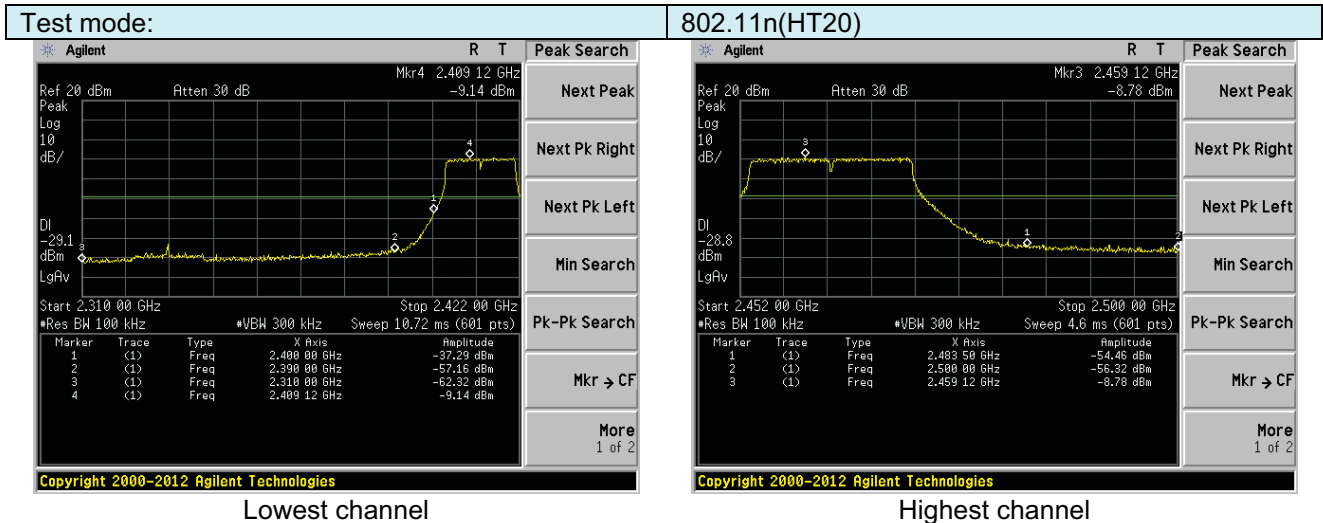 Test mode: 802.11n(HT20)
Agilent R T Peak Search
Mkr4 2.409 12 GHz
Ref 20 dBm Atten 30 dB -9.14 dBm
Peak
Log
10
dB/
4
1
2
3
DI
-29.1
dBm
LgAv
Start 2.310 00 GHz Stop 2.422 00 GHz
#Res BW 100 kHz #VBW 300 kHz Sweep 10.72 ms (601 pts)
Marker Trace Type X Axis Amplitude
1 (1) Freq 2.400 00 GHz -37.29 dBm
2 (1) Freq 2.390 00 GHz -57.16 dBm
3 (1) Freq 2.310 00 GHz -62.32 dBm
4 (1) Freq 2.409 12 GHz -9.14 dBm
Next Peak
Next Pk Right
Next Pk Left
Min Search
Pk-Pk Search
Mkr → CF
More
1 of 2
Copyright 2000-2012 Agilent Technologies
Lowest channel
Agilent R T Peak Search
Mkr3 2.459 12 GHz
Ref 20 dBm Atten 30 dB -8.78 dBm
Peak
Log
10
dB/
3
1
2
DI
-28.8
dBm
LgAv
Start 2.452 00 GHz Stop 2.500 00 GHz
#Res BW 100 kHz #VBW 300 kHz Sweep 4.6 ms (601 pts)
Marker Trace Type X Axis Amplitude
1 (1) Freq 2.483 50 GHz -54.46 dBm
2 (1) Freq 2.500 00 GHz -56.32 dBm
3 (1) Freq 2.459 12 GHz -8.78 dBm
Next Peak
Next Pk Right
Next Pk Left
Min Search
Pk-Pk Search
Mkr → CF
More
1 of 2
Copyright 2000-2012 Agilent Technologies
Highest channel